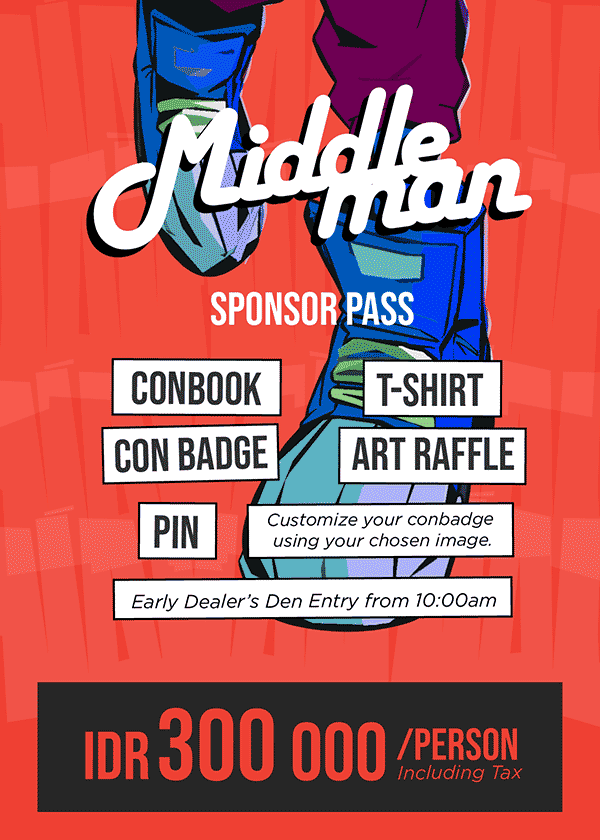 Middle
man
SPONSOR PASS
CONBOOK
T-SHIRT
CON BADGE
ART RAFFLE
PIN
Customize your conbadge
using your chosen image.
Early Dealer's Den Entry from 10:00am
IDR 300 000 /PERSON
Including Tax